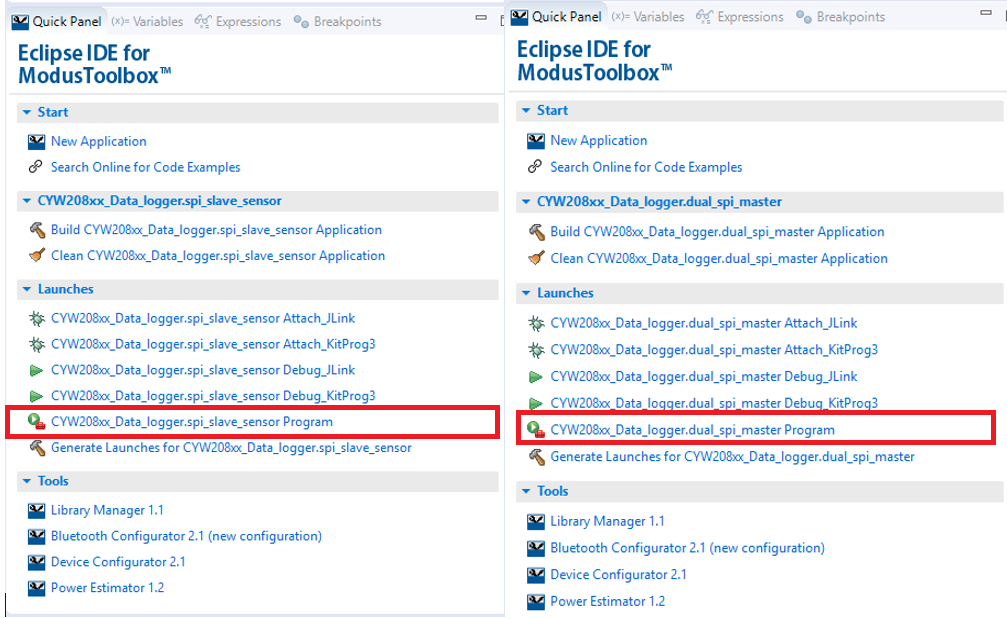 Quick Panel (x)= Variables Expressions Breakpoints
Eclipse IDE for
ModusToolbox™
Start
New Application
Search Online for Code Examples
CYW208xx_Data_logger.spi_slave_sensor
Build CYW208xx_Data_logger.spi_slave_sensor Application
Clean CYW208xx_Data_logger.spi_slave_sensor Application
Launches
CYW208xx_Data_logger.spi_slave_sensor Attach_JLink
CYW208xx_Data_logger.spi_slave_sensor Attach_KitProg3
CYW208xx_Data_logger.spi_slave_sensor Debug_JLink
CYW208xx_Data_logger.spi_slave_sensor Debug_KitProg3
CYW208xx_Data_logger.spi_slave_sensor Program
Generate Launches for CYW208xx_Data_logger.spi_slave_sensor
Tools
Library Manager 1.1
Bluetooth Configurator 2.1 (new configuration)
Device Configurator 2.1
Power Estimator 1.2
Quick Panel (x)= Variables Expressions Breakpoints
Eclipse IDE for
ModusToolbox™
Start
New Application
Search Online for Code Examples
CYW208xx_Data_logger.dual_spi_master
Build CYW208xx_Data_logger.dual_spi_master Application
Clean CYW208xx_Data_logger.dual_spi_master Application
Launches
CYW208xx_Data_logger.dual_spi_master Attach_JLink
CYW208xx_Data_logger.dual_spi_master Attach_KitProg3
CYW208xx_Data_logger.dual_spi_master Debug_JLink
CYW208xx_Data_logger.dual_spi_master Debug_KitProg3
CYW208xx_Data_logger.dual_spi_master Program
Generate Launches for CYW208xx_Data_logger.dual_spi_master
Tools
Library Manager 1.1
Bluetooth Configurator 2.1 (new configuration)
Device Configurator 2.1
Power Estimator 1.2